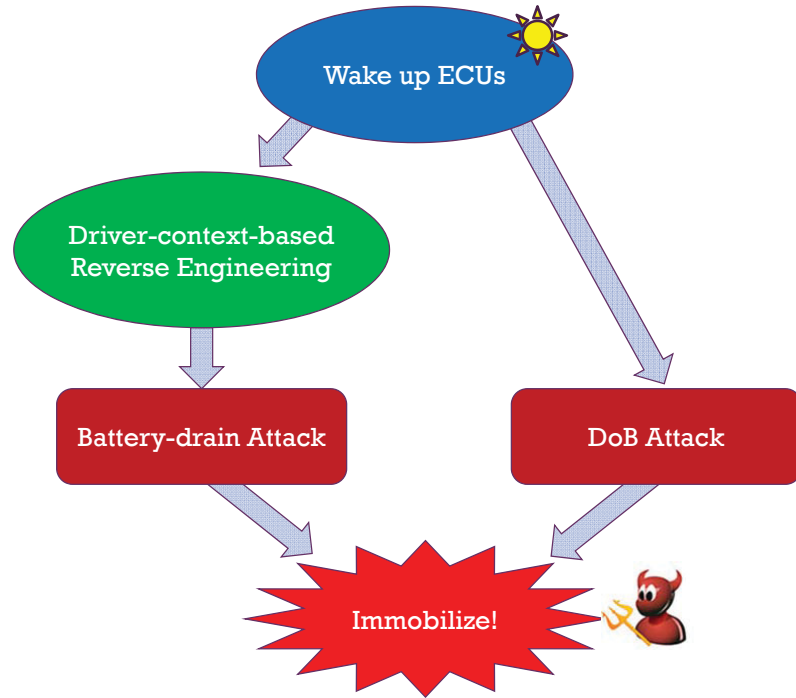 Wake up ECUs
Driver-context-based
Reverse Engineering
Battery-drain Attack
DoB Attack
Immobilize!